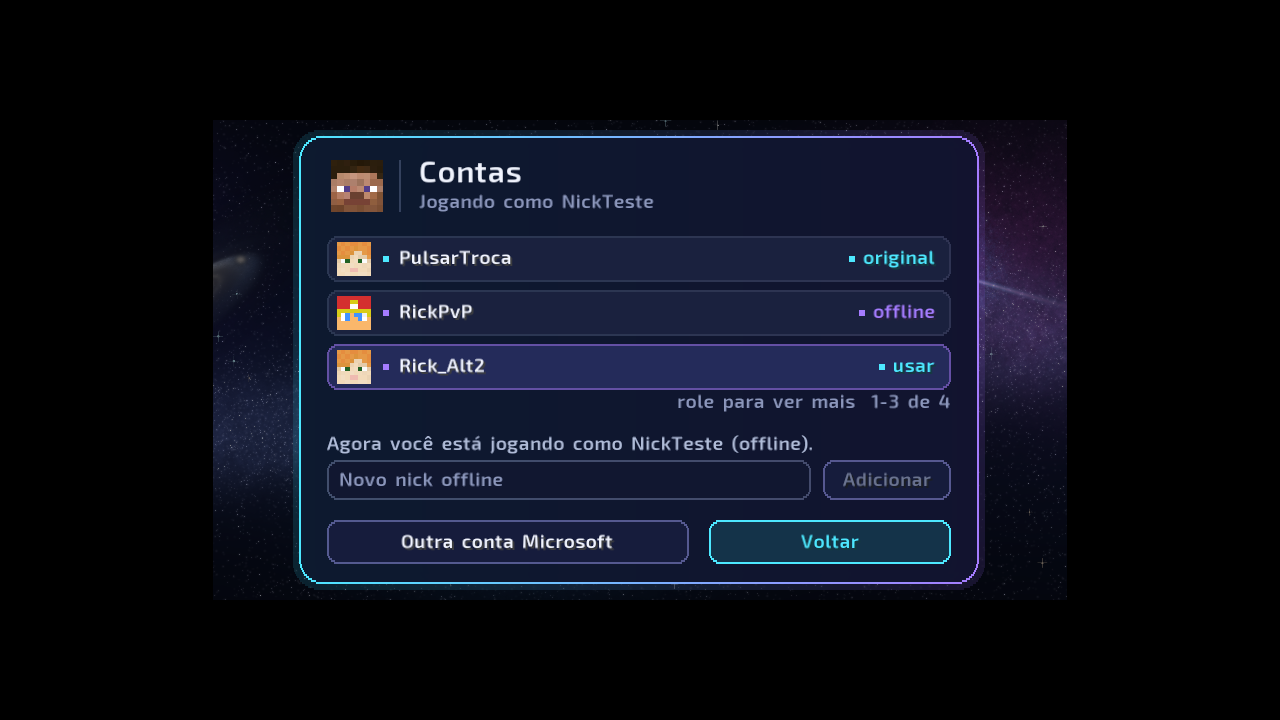 Contas
Jogando como NickTeste
PulsarTroca original
RickPvP offline
Rick_Alt2 usar
role para ver mais 1-3 de 4
Agora você está jogando como NickTeste (offline).
Novo nick offline Adicionar
Outra conta Microsoft Voltar